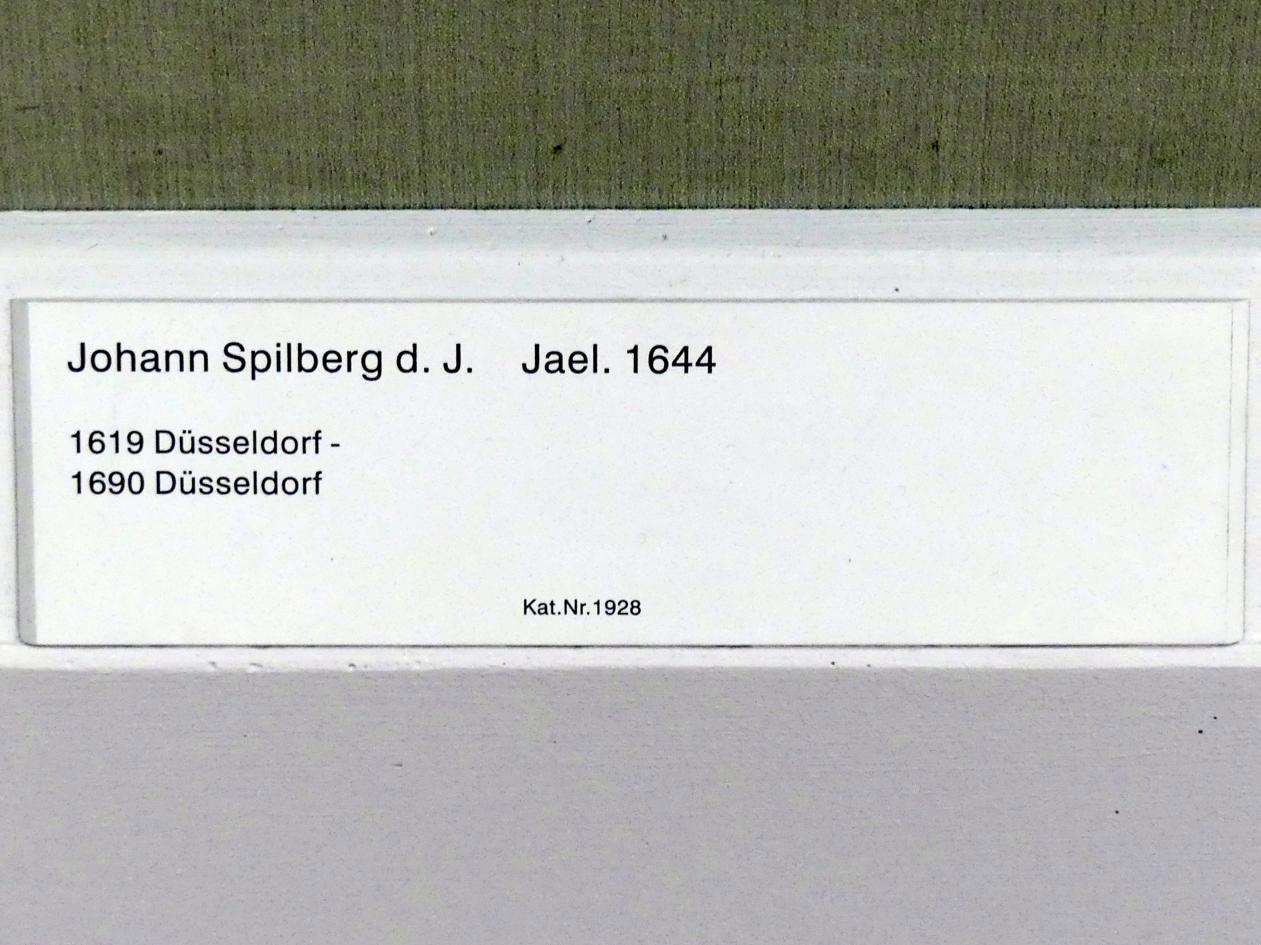 Johann Spilberg d. J. Jael. 1644
1619 Düsseldorf -
1690 Düsseldorf
Kat.Nr.1928